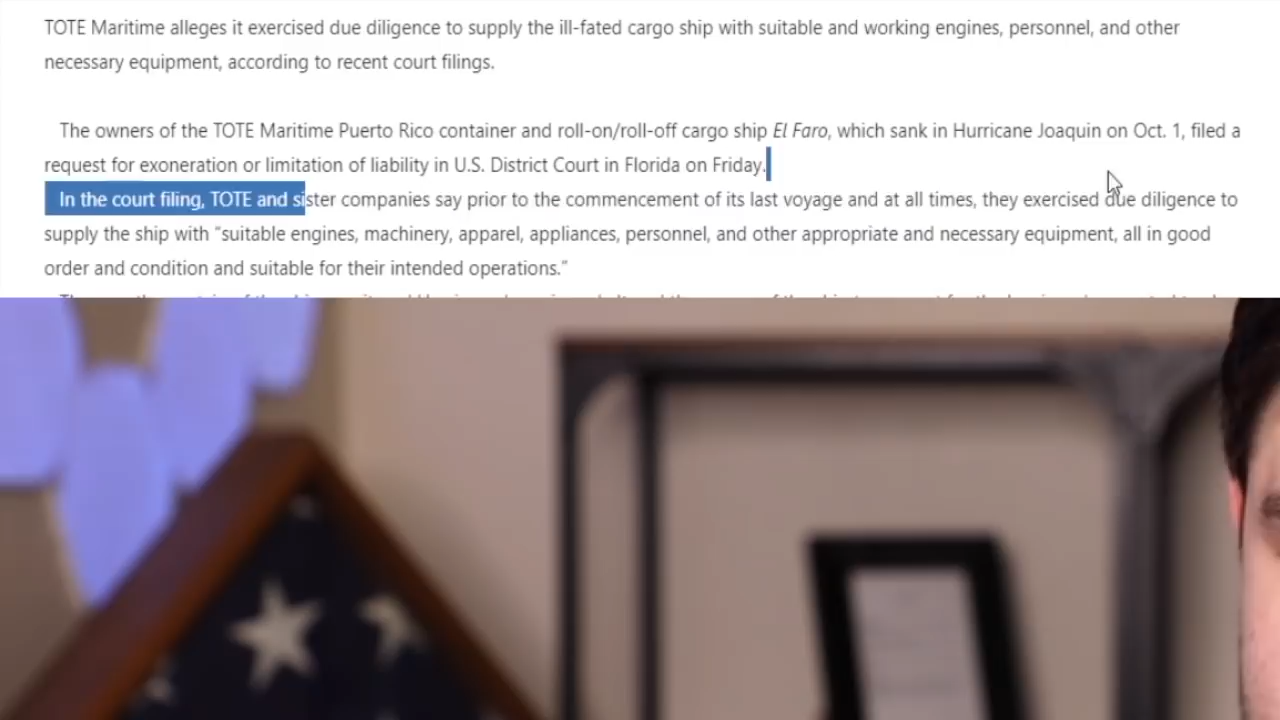 TOTE Maritime alleges it exercised due diligence to supply the ill-fated cargo ship with suitable and working engines, personnel, and other
necessary equipment, according to recent court filings.
The owners of the TOTE Maritime Puerto Rico container and roll-on/roll-off cargo ship El Faro, which sank in Hurricane Joaquin on Oct. 1, filed a
request for exoneration or limitation of liability in U.S. District Court in Florida on Friday.
In the court filing, TOTE and sister companies say prior to the commencement of its last voyage and at all times, they exercised due diligence to
supply the ship with “suitable engines, machinery, apparel, appliances, personnel, and other appropriate and necessary equipment, all in good
order and condition and suitable for their intended operations.”